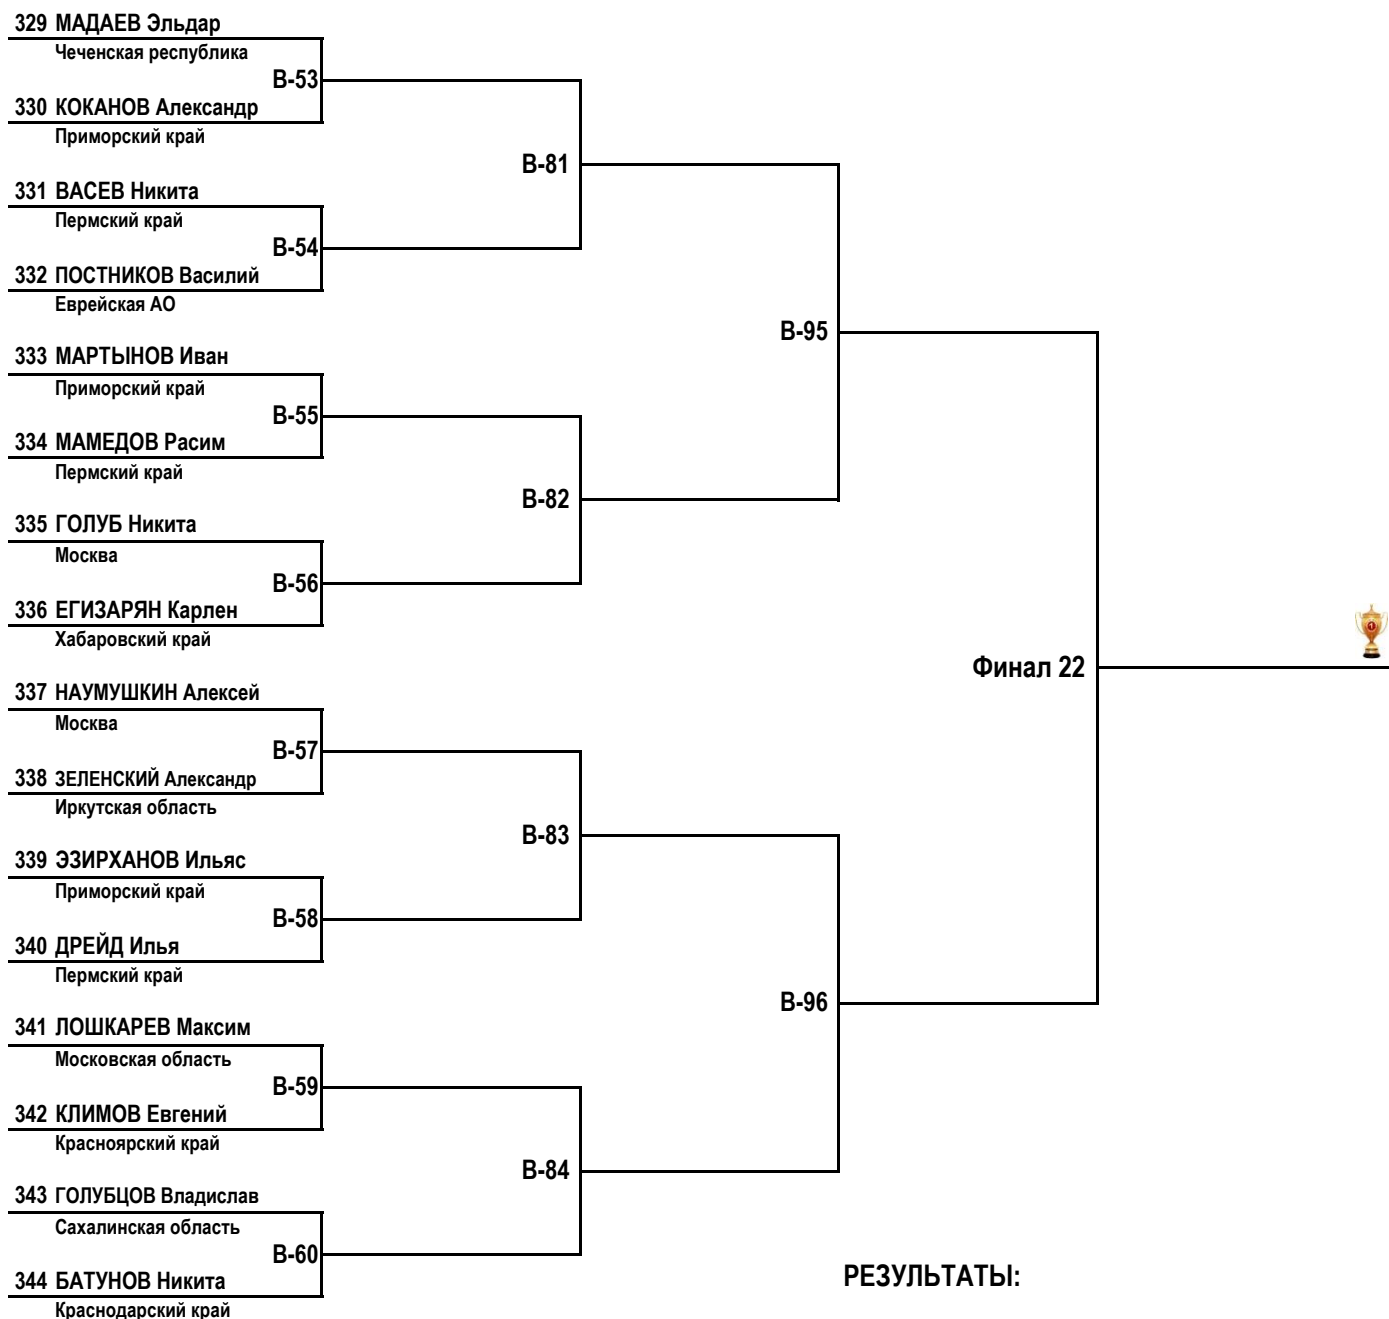 329 МАДАЕВ Эльдар
Чеченская республика
В-53
330 КОКАНОВ Александр
Приморский край
В-81
331 ВАСЕВ Никита
Пермский край
В-54
332 ПОСТНИКОВ Василий
Еврейская АО
В-95
333 МАРТЫНОВ Иван
Приморский край
В-55
334 МАМЕДОВ Расим
Пермский край
В-82
335 ГОЛУБ Никита
Москва
В-56
336 ЕГИЗАРЯН Карлен
Хабаровский край
Финал 22
1
337 НАУМУШКИН Алексей
Москва
В-57
338 ЗЕЛЕНСКИЙ Александр
Иркутская область
В-83
339 ЭЗИРХАНОВ Ильяс
Приморский край
В-58
340 ДРЕЙД Илья
Пермский край
В-96
341 ЛОШКАРЕВ Максим
Московская область
В-59
342 КЛИМОВ Евгений
Красноярский край
В-84
343 ГОЛУБЦОВ Владислав
Сахалинская область
В-60
344 БАТУНОВ Никита
Краснодарский край
РЕЗУЛЬТАТЫ: